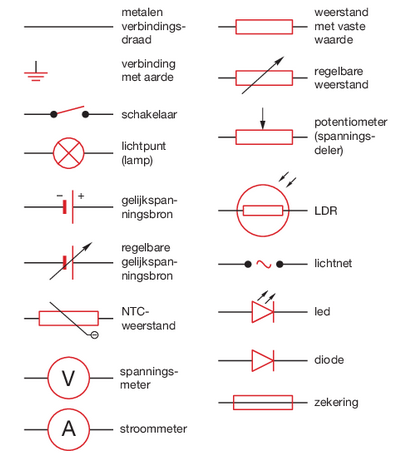 metalen
verbindings-
draad
verbinding
met aarde
schakelaar
lichtpunt
(lamp)
− +
gelijkspan-
ningsbron
regelbare
gelijkspan-
ningsbron
NTC-
weerstand
V
spannings-
meter
A
stroommeter
weerstand
met vaste
waarde
regelbare
weerstand
potentiometer
(spannings-
deler)
LDR
lichtnet
led
diode
zekering